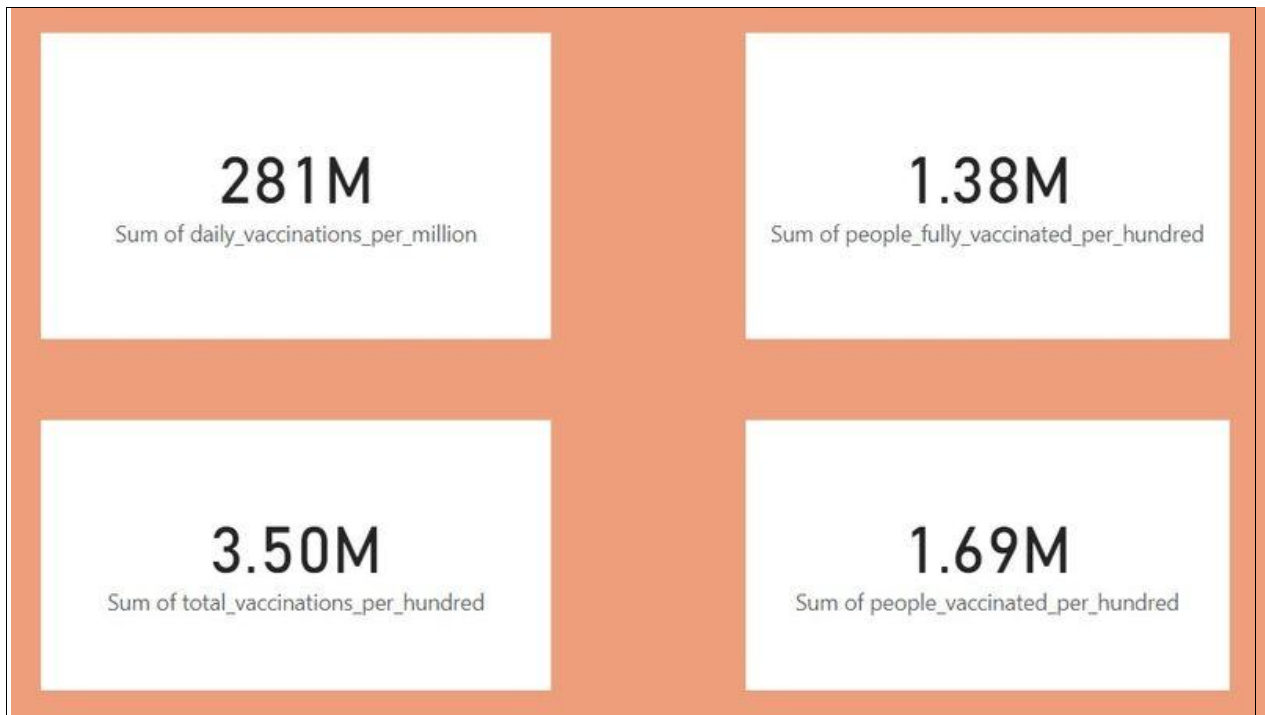 281M
Sum of daily_vaccinations_per_million
1.38M
Sum of people_fully_vaccinated_per_hundred
3.50M
Sum of total_vaccinations_per_hundred
1.69M
Sum of people_vaccinated_per_hundred